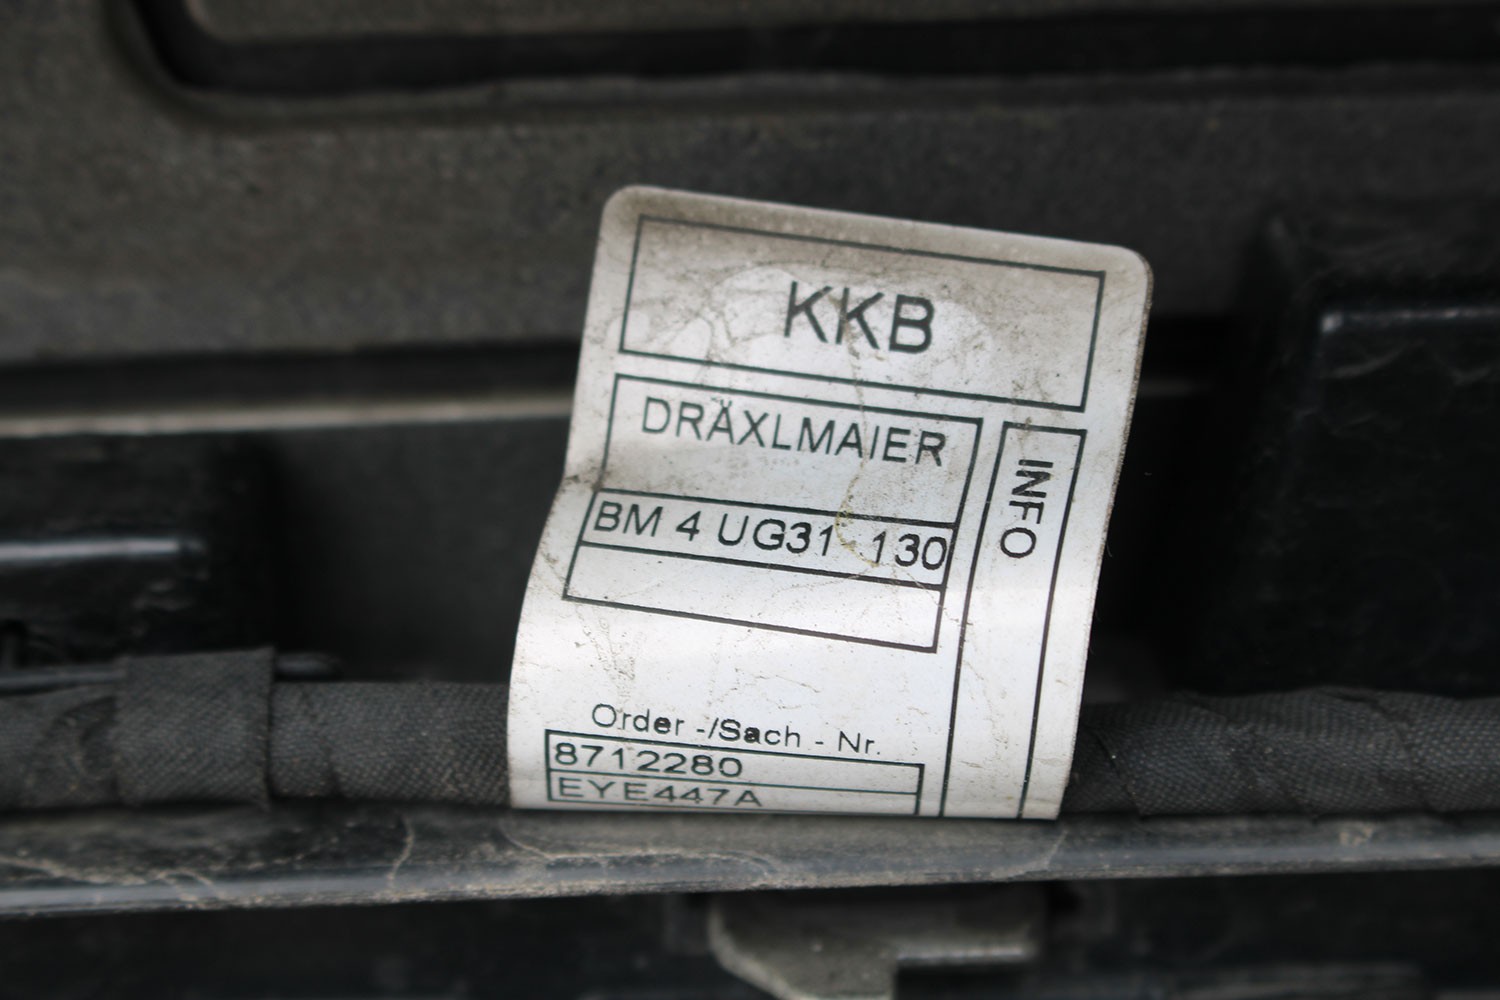 KKB
DRÄXLMAIER
INFO
BM 4 UG31 130
Order -/Sach - Nr.
8712280
EYE447A